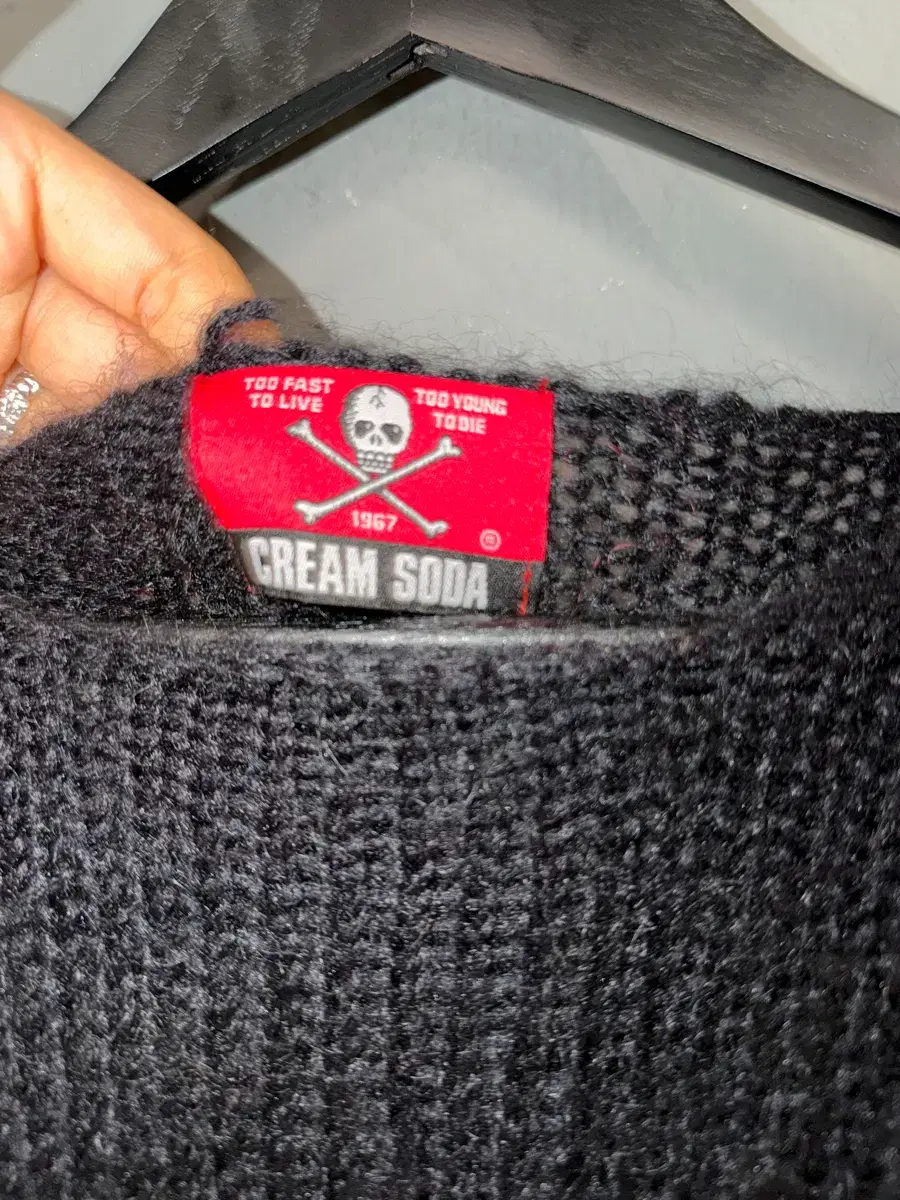 TOO FAST
TO LIVE
TOO YOUNG
TO DIE
1967
®
CREAM SODA